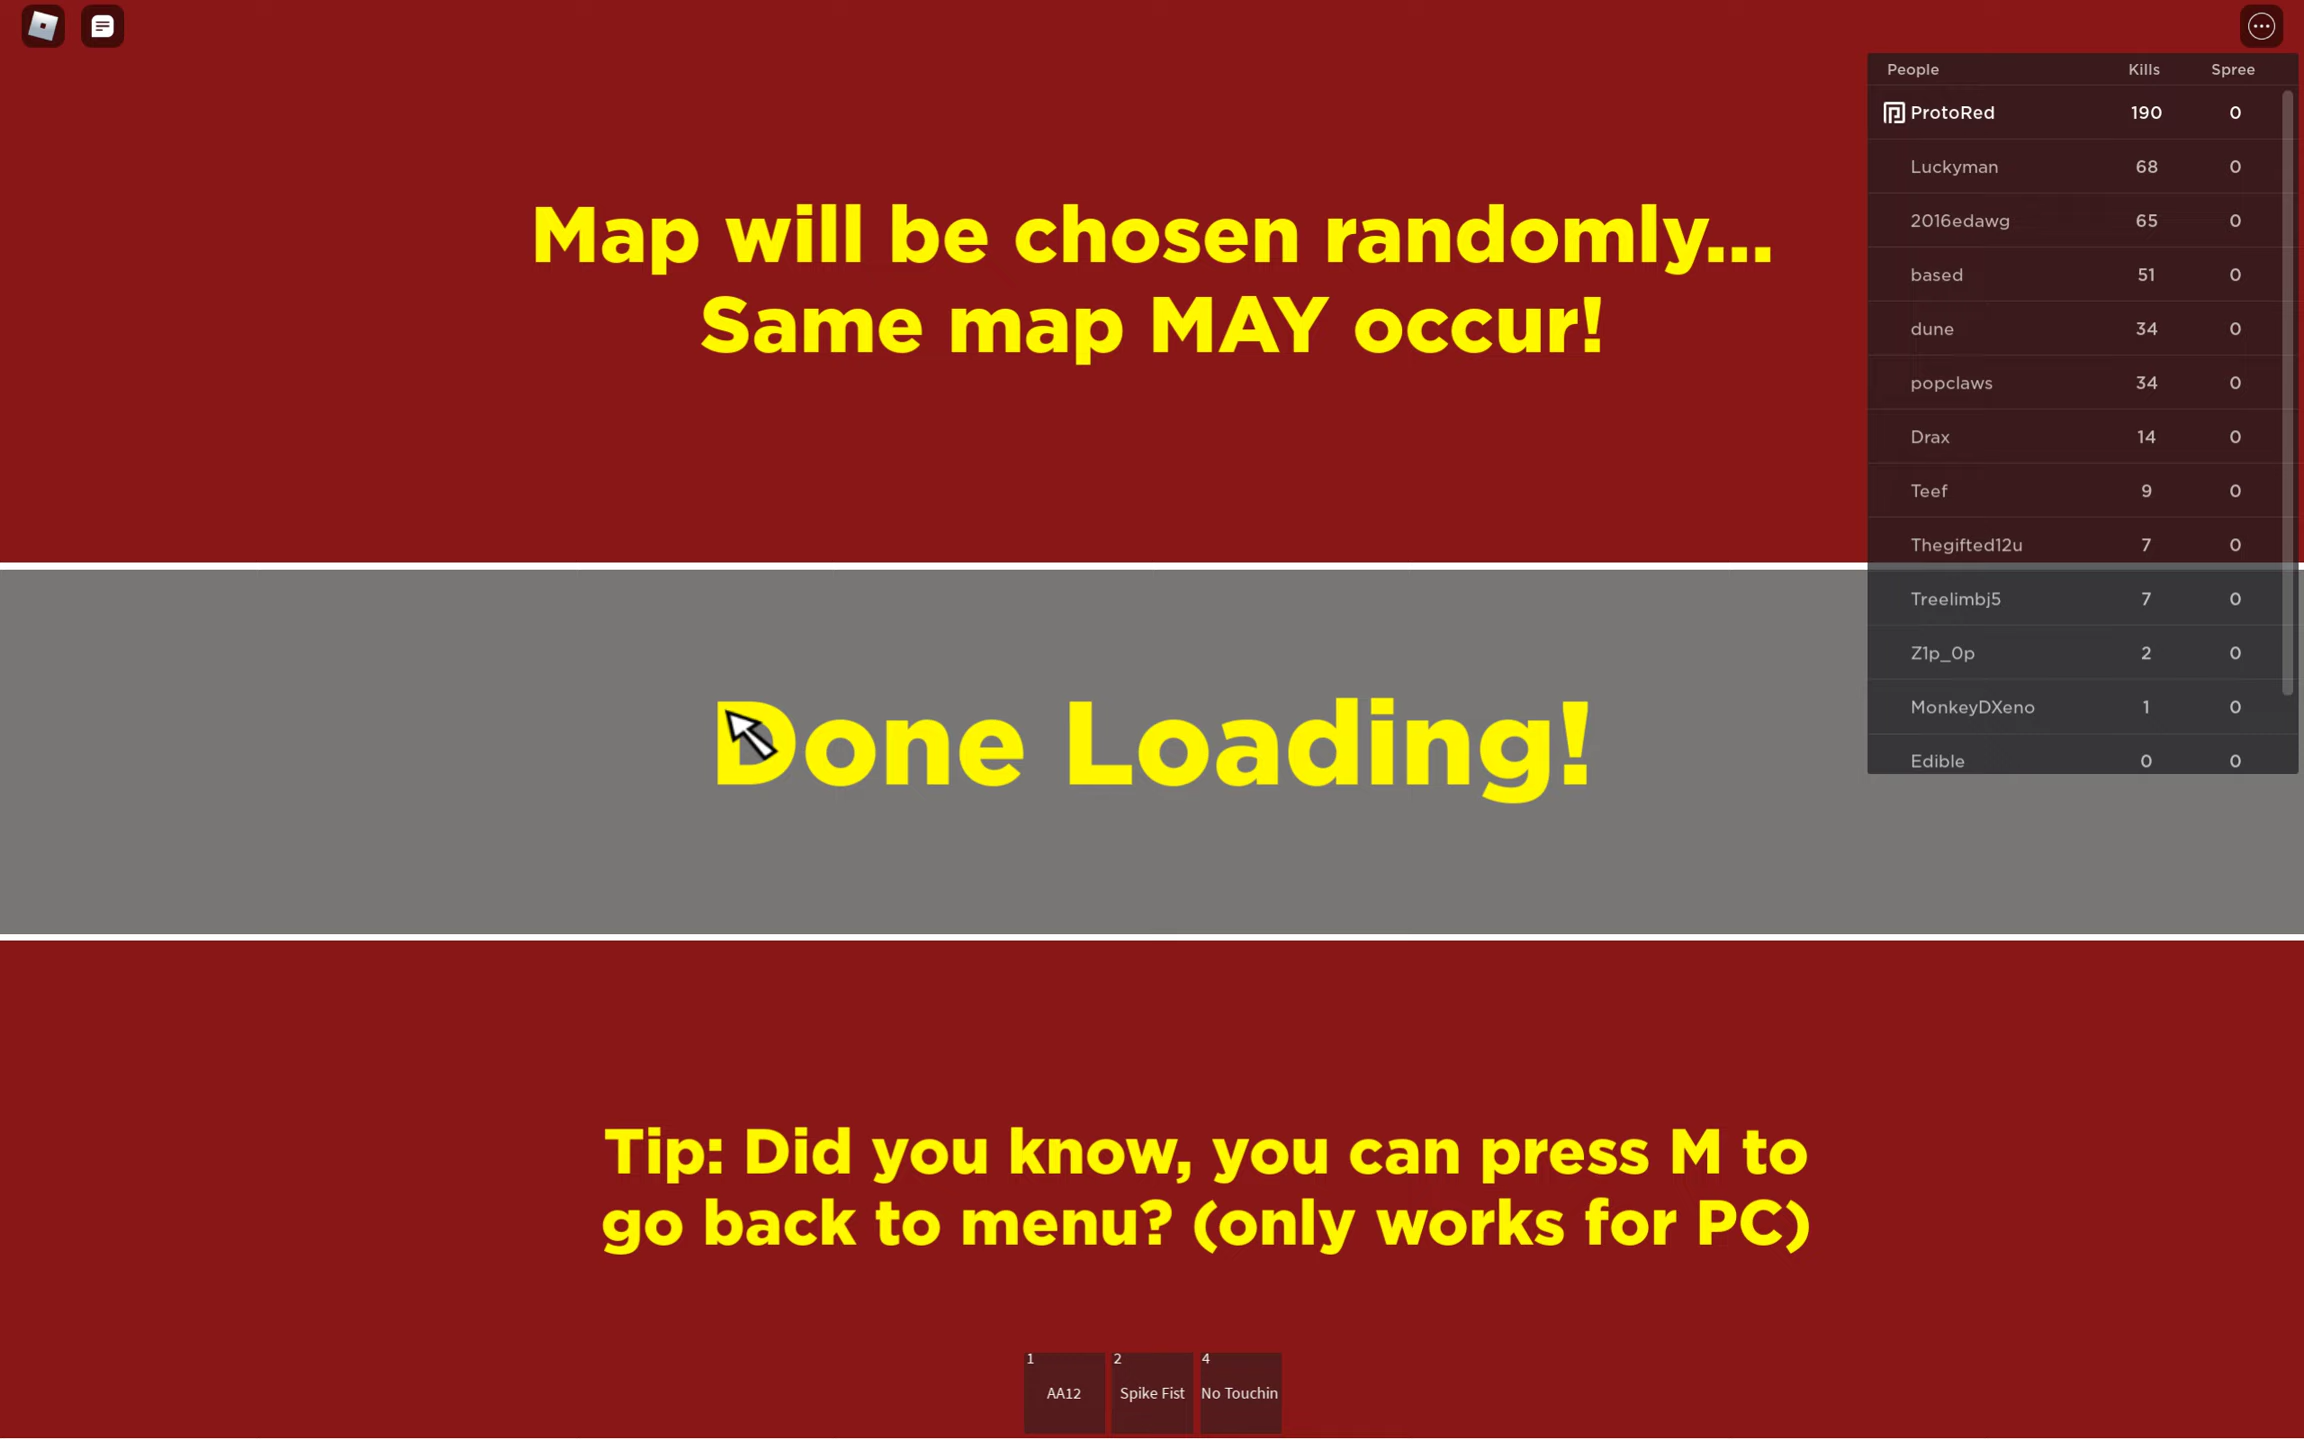 People Kills Spree
ProtoRed 190 0
Luckyman 68 0
2016edawg 65 0
based 51 0
dune 34 0
popclaws 34 0
Drax 14 0
Teef 9 0
Thegifted12u 7 0
Treelimbj5 7 0
Z1p_0p 2 0
MonkeyDXeno 1 0
Edible 0 0
Map will be chosen randomly...
Same map MAY occur!
Done Loading!
Tip: Did you know, you can press M to
go back to menu? (only works for PC)
1 2 4
AA12 Spike Fist No Touchin